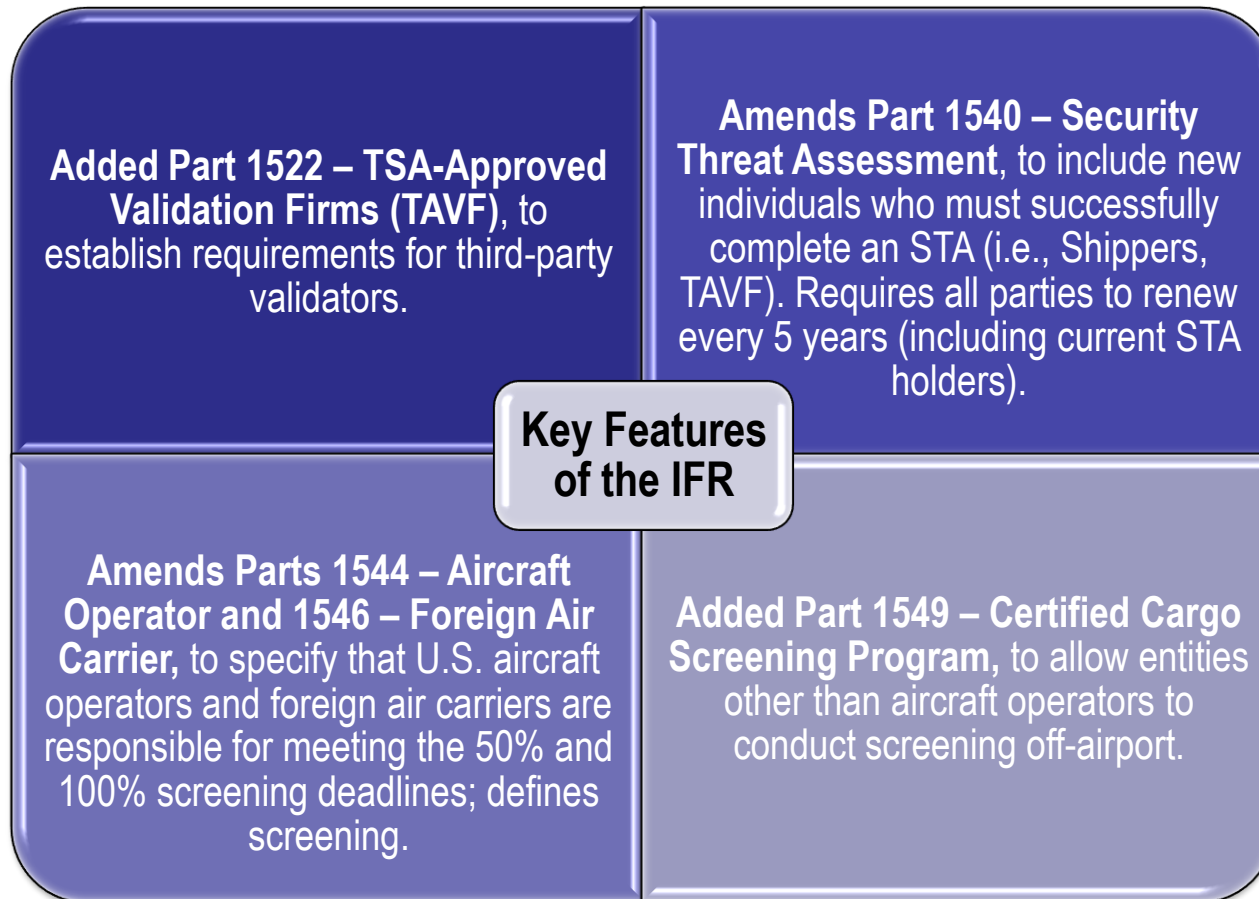 Added Part 1522 – TSA-Approved
Validation Firms (TAVF), to
establish requirements for third-party
validators.
Amends Part 1540 – Security
Threat Assessment, to include new
individuals who must successfully
complete an STA (i.e., Shippers,
TAVF). Requires all parties to renew
every 5 years (including current STA
holders).
Key Features
of the IFR
Amends Parts 1544 – Aircraft
Operator and 1546 – Foreign Air
Carrier, to specify that U.S. aircraft
operators and foreign air carriers are
responsible for meeting the 50% and
100% screening deadlines; defines
screening.
Added Part 1549 – Certified Cargo
Screening Program, to allow entities
other than aircraft operators to
conduct screening off-airport.